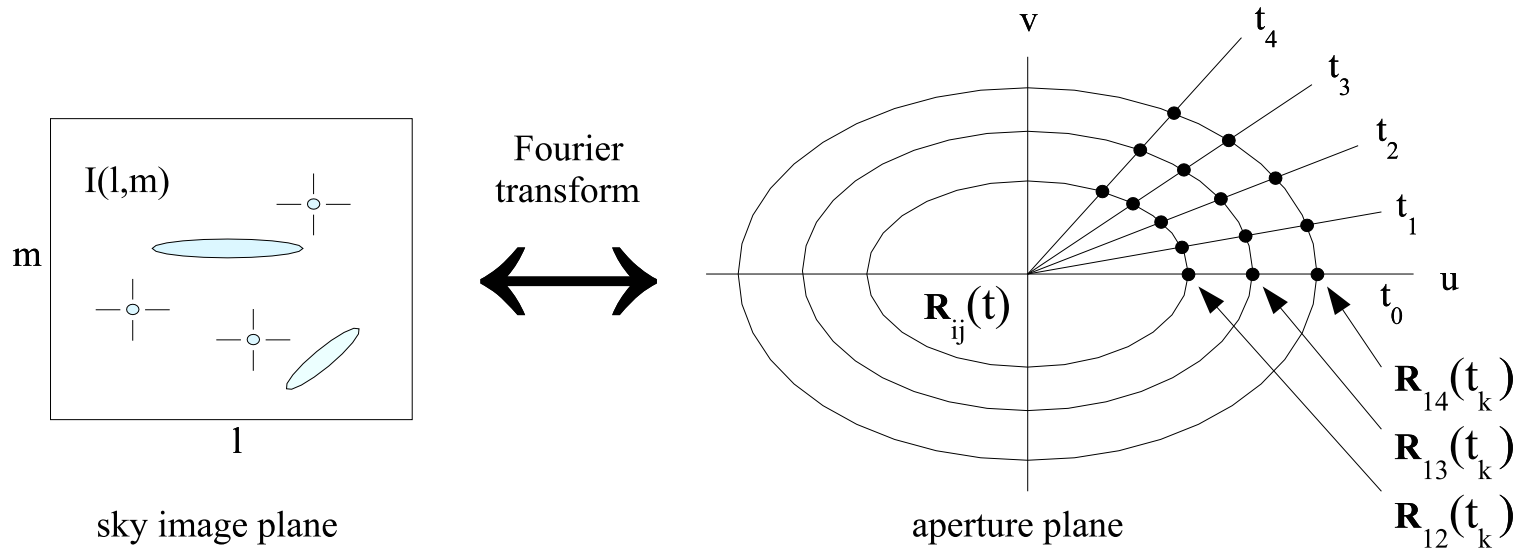 I(l,m)
m
l
sky image plane
Fourier
transform
v
t4
t3
t2
t1
u
t0
Rij(t)
R14(tk)
R13(tk)
R12(tk)
aperture plane